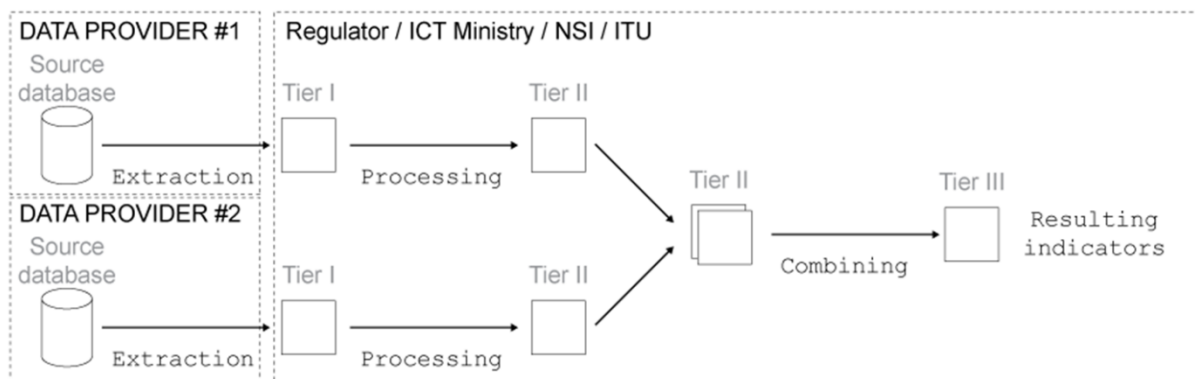 DATA PROVIDER #1
Regulator / ICT Ministry / NSI / ITU
Source
database
Tier I
Tier II
Extraction
Processing
Tier II
Tier III
Resulting
indicators
Combining
DATA PROVIDER #2
Source
database
Tier I
Tier II
Extraction
Processing